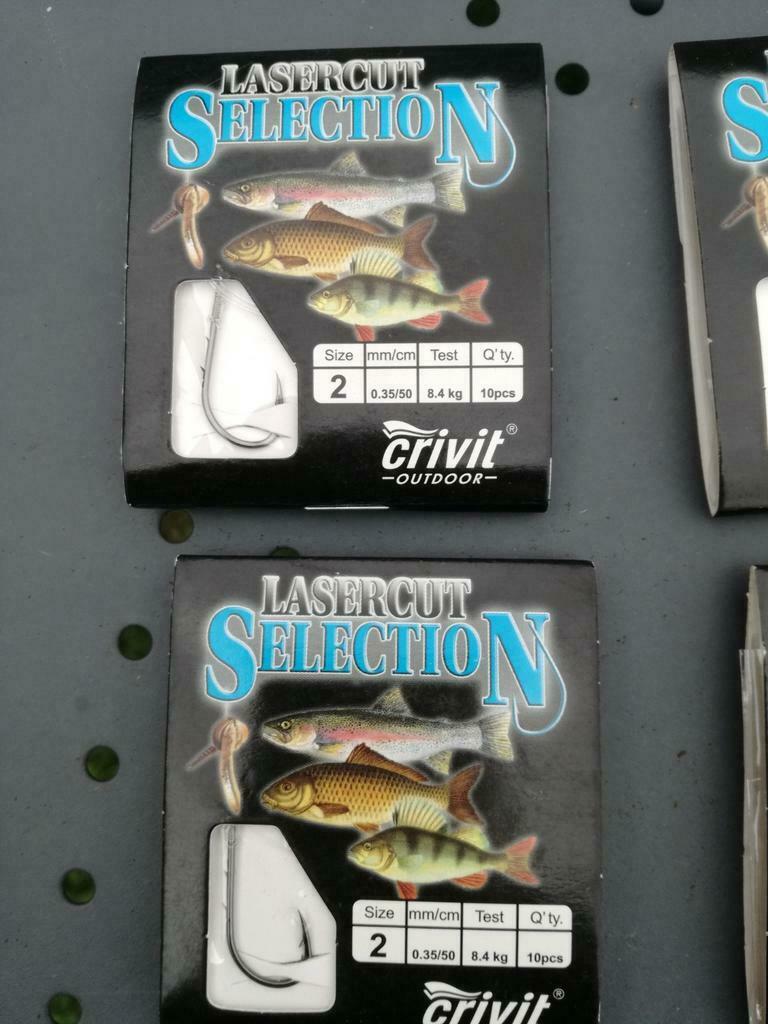 LASERCUT
SELECTION
Size mm/cm Test Q'ty.
2 0.35/50 8.4 kg 10pcs
crivit®
OUTDOOR
LASERCUT
SELECTION
Size mm/cm Test Q'ty.
2 0.35/50 8.4 kg 10pcs
crivit®
S